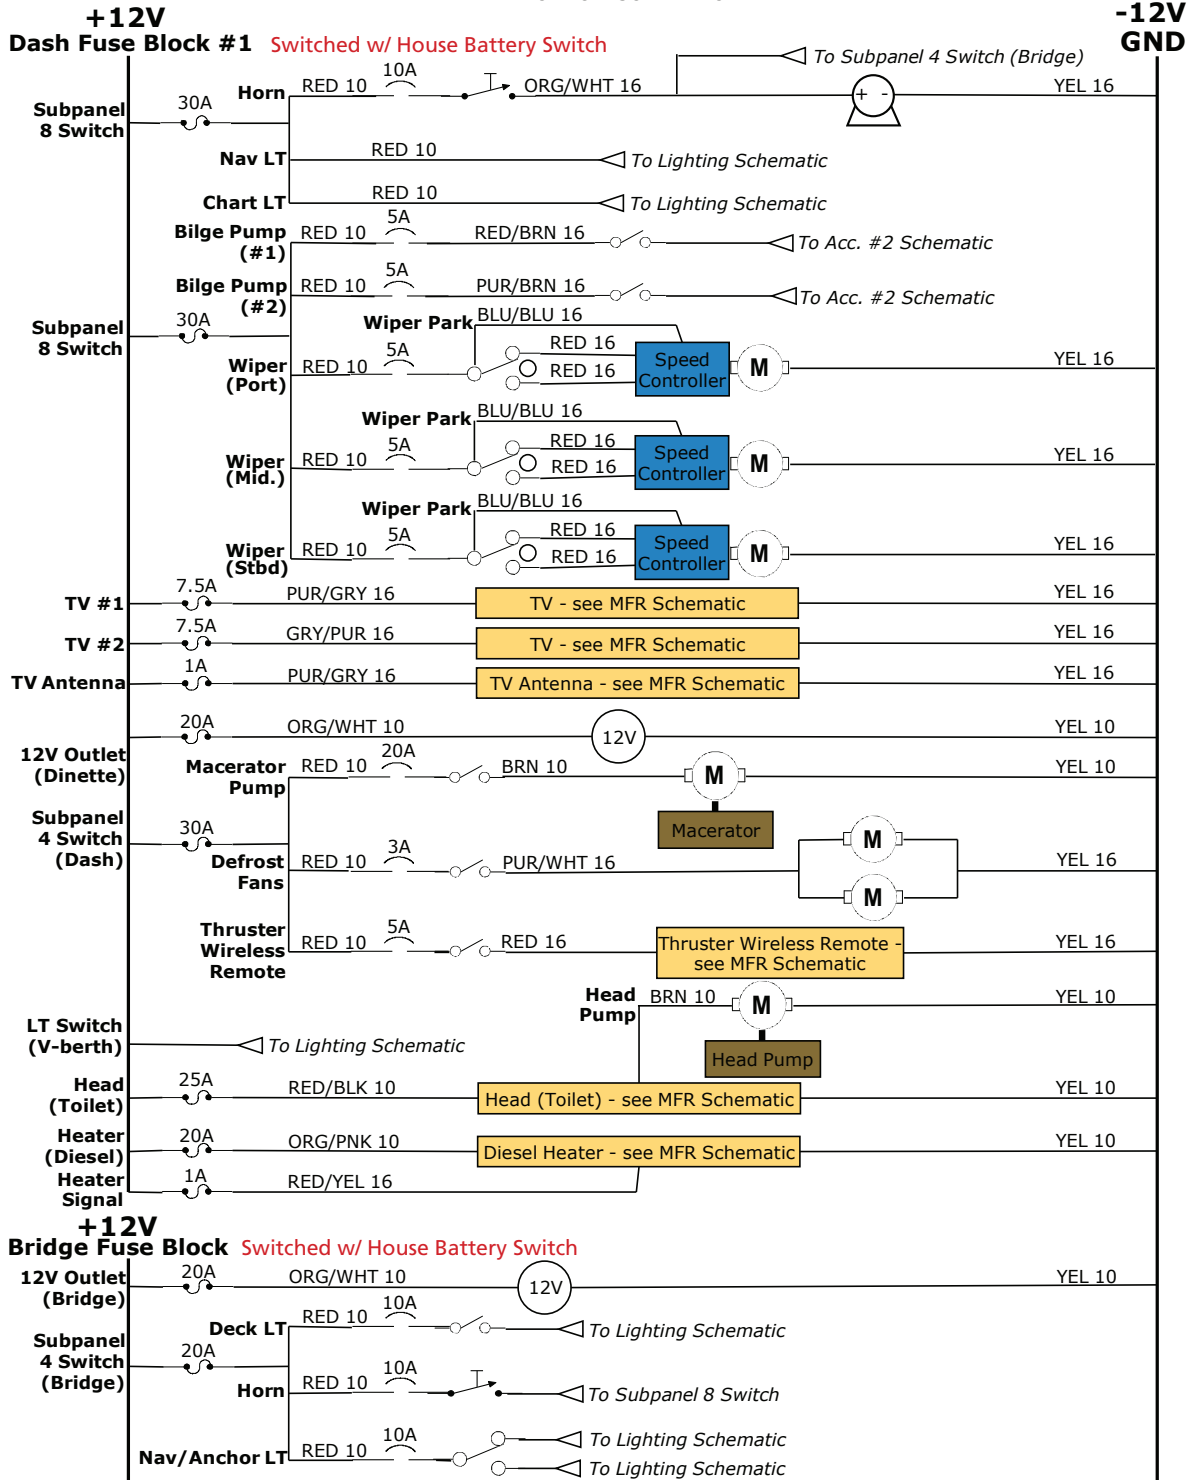 +12V
-12V
Dash Fuse Block #1 Switched w/ House Battery Switch
GND
To Subpanel 4 Switch (Bridge)
Subpanel
8 Switch
30A
Horn
RED 10
10A
ORG/WHT 16
+ -
YEL 16
Nav LT
RED 10
To Lighting Schematic
Chart LT
RED 10
To Lighting Schematic
Bilge Pump
(#1)
RED 10
5A
RED/BRN 16
To Acc. #2 Schematic
Bilge Pump
(#2)
RED 10
5A
PUR/BRN 16
To Acc. #2 Schematic
Subpanel
8 Switch
30A
Wiper Park
BLU/BLU 16
Wiper
(Port)
RED 10
5A
RED 16
RED 16
Speed
Controller
M
YEL 16
Wiper Park
BLU/BLU 16
Wiper
(Mid.)
RED 10
5A
RED 16
RED 16
Speed
Controller
M
YEL 16
Wiper Park
BLU/BLU 16
Wiper
(Stbd)
RED 10
5A
RED 16
RED 16
Speed
Controller
M
YEL 16
TV #1
7.5A
PUR/GRY 16
TV - see MFR Schematic
YEL 16
TV #2
7.5A
GRY/PUR 16
TV - see MFR Schematic
YEL 16
TV Antenna
1A
PUR/GRY 16
TV Antenna - see MFR Schematic
YEL 16
12V Outlet
(Dinette)
20A
ORG/WHT 10
12V
YEL 10
Macerator
Pump
RED 10
20A
BRN 10
M
YEL 10
Macerator
Subpanel
4 Switch
(Dash)
30A
Defrost
Fans
RED 10
3A
PUR/WHT 16
M
M
YEL 16
Thruster
Wireless
Remote
RED 10
5A
RED 16
Thruster Wireless Remote -
see MFR Schematic
YEL 16
Head
Pump
BRN 10
M
YEL 10
Head Pump
LT Switch
(V-berth)
To Lighting Schematic
Head
(Toilet)
25A
RED/BLK 10
Head (Toilet) - see MFR Schematic
YEL 10
Heater
(Diesel)
20A
ORG/PNK 10
Diesel Heater - see MFR Schematic
YEL 10
Heater
Signal
1A
RED/YEL 16
+12V
Bridge Fuse Block Switched w/ House Battery Switch
12V Outlet
(Bridge)
20A
ORG/WHT 10
12V
YEL 10
Deck LT
RED 10
10A
To Lighting Schematic
Subpanel
4 Switch
(Bridge)
20A
Horn
RED 10
10A
To Subpanel 8 Switch
Nav/Anchor LT
RED 10
10A
To Lighting Schematic
To Lighting Schematic